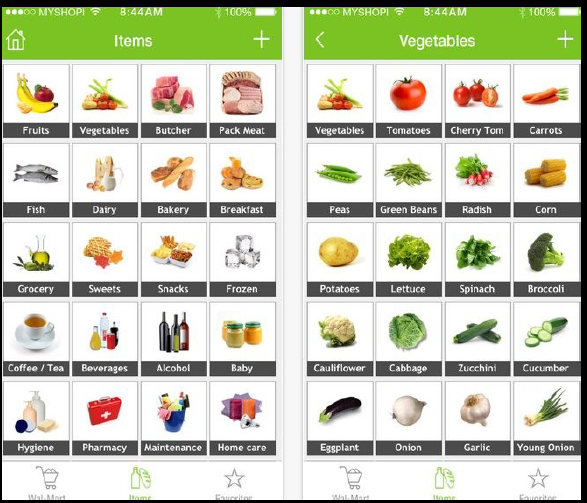 MYSHOPI 8:44AM 100%
Items
Fruits Vegetables Butcher Pack Meat
Fish Dairy Bakery Breakfast
Grocery Sweets Snacks Frozen
Coffee / Tea Beverages Alcohol Baby
Hygiene Pharmacy Maintenance Home care
Wal-Mart Items Favorites
MYSHOPI 8:44AM 100%
Vegetables
Vegetables Tomatoes Cherry Tom Carrots
Peas Green Beans Radish Corn
Potatoes Lettuce Spinach Broccoli
Cauliflower Cabbage Zucchini Cucumber
Eggplant Onion Garlic Young Onion
Wal-Mart Items Favorites